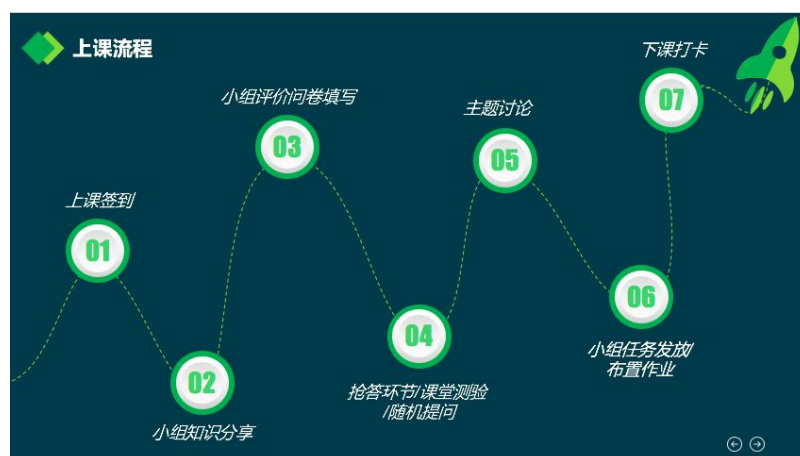 上课流程
01
上课签到
02
小组知识分享
03
小组评价问卷填写
04
抢答环节/课堂测验
/随机提问
05
主题讨论
06
小组任务发放/
布置作业
07
下课打卡